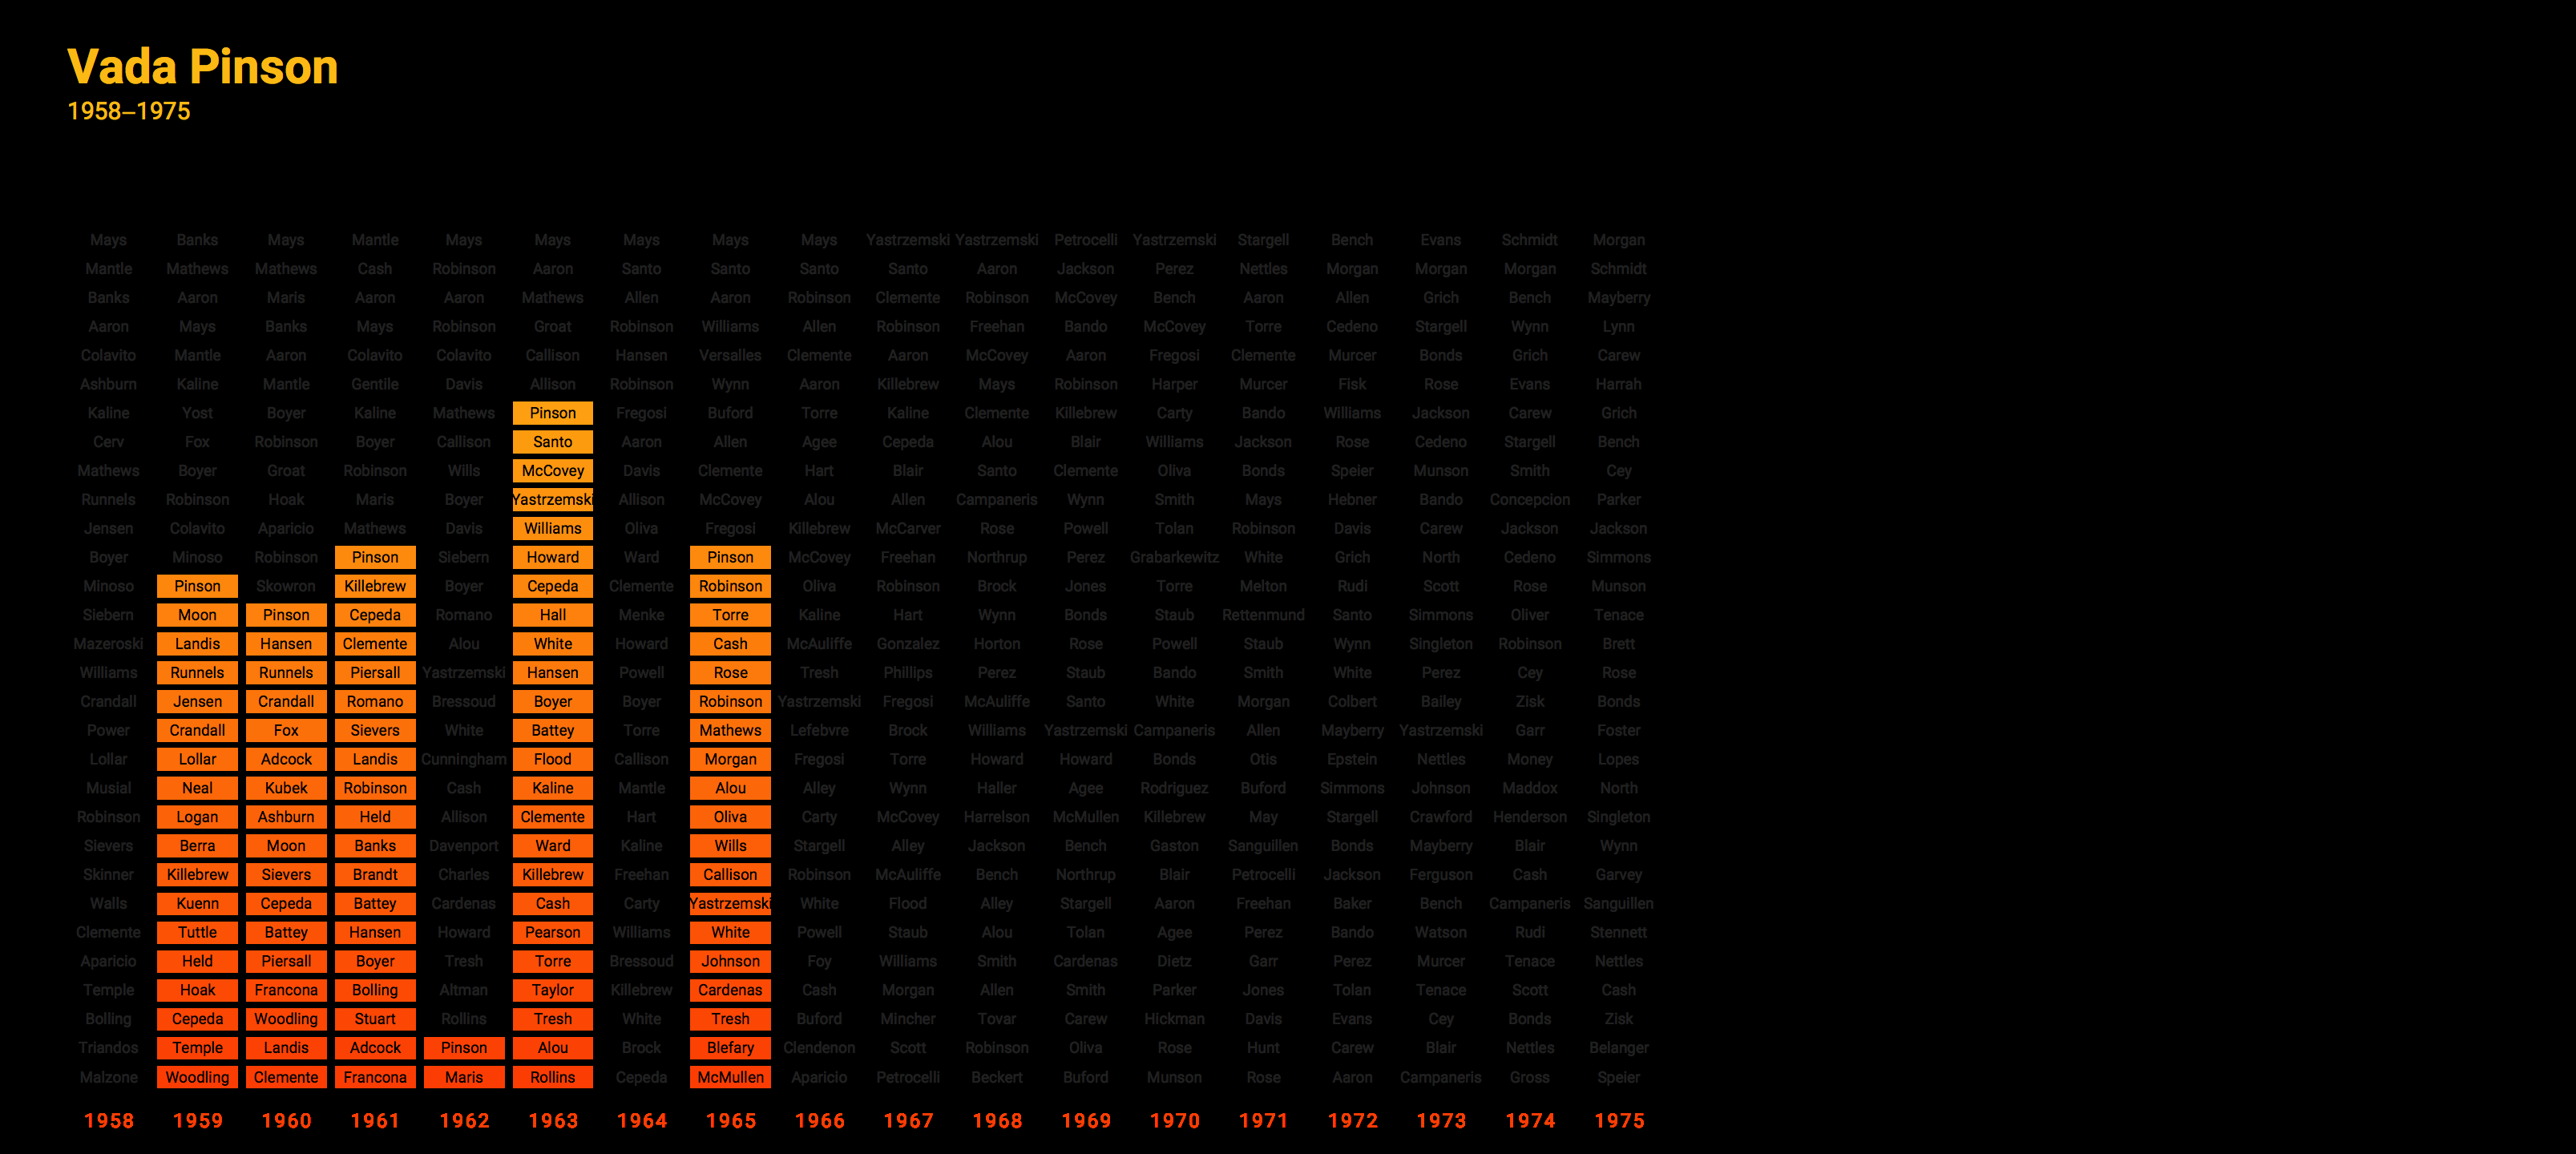 Vada Pinson
1958–1975
Mays Banks Mays Mantle Mays Mays Mays Mays Mays Yastrzemski Yastrzemski Petrocelli Yastrzemski Stargell Bench Evans Schmidt Morgan
Mantle Mathews Mathews Cash Robinson Aaron Santo Santo Santo Santo Aaron Jackson Perez Nettles Morgan Morgan Morgan Schmidt
Banks Aaron Maris Aaron Aaron Mathews Allen Aaron Robinson Clemente Robinson McCovey Bench Aaron Allen Grich Bench Mayberry
Aaron Mays Banks Mays Robinson Groat Robinson Williams Allen Robinson Freehan Bando McCovey Torre Cedeno Stargell Wynn Lynn
Colavito Mantle Aaron Colavito Colavito Callison Hansen Versalles Clemente Aaron McCovey Aaron Fregosi Clemente Murcer Bonds Grich Carew
Ashburn Kaline Mantle Gentile Davis Allison Robinson Wynn Aaron Killebrew Mays Robinson Harper Murcer Fisk Rose Evans Harrah
Kaline Yost Boyer Kaline Mathews Pinson Fregosi Buford Torre Kaline Clemente Killebrew Carty Bando Williams Jackson Carew Grich
Cerv Fox Robinson Boyer Callison Santo Aaron Allen Agee Cepeda Alou Blair Williams Jackson Rose Cedeno Stargell Bench
Mathews Boyer Groat Robinson Wills McCovey Davis Clemente Hart Blair Santo Clemente Oliva Bonds Speier Munson Smith Cey
Runnels Robinson Hoak Maris Boyer Yastrzemski Allison McCovey Alou Allen Campaneris Wynn Smith Mays Hebner Bando Concepcion Parker
Jensen Colavito Aparicio Mathews Davis Williams Oliva Fregosi Killebrew McCarver Rose Powell Tolan Robinson Davis Carew Jackson Jackson
Boyer Minoso Robinson Pinson Siebern Howard Ward Pinson McCovey Freehan Northrup Perez Grabarkewitz White Grich North Cedeno Simmons
Minoso Pinson Skowron Killebrew Boyer Cepeda Clemente Robinson Oliva Robinson Brock Jones Torre Melton Rudi Scott Rose Munson
Siebern Moon Pinson Cepeda Romano Hall Menke Torre Kaline Hart Wynn Bonds Staub Rettenmund Santo Simmons Oliver Tenace
Mazeroski Landis Hansen Clemente Alou White Howard Cash McAuliffe Gonzalez Horton Rose Powell Staub Wynn Singleton Robinson Brett
Williams Runnels Runnels Piersall Yastrzemski Hansen Powell Rose Tresh Phillips Perez Staub Bando Smith White Perez Cey Rose
Crandall Jensen Crandall Romano Bressoud Boyer Boyer Robinson Yastrzemski Fregosi McAuliffe Santo White Morgan Colbert Bailey Zisk Bonds
Power Crandall Fox Sievers White Battey Torre Mathews Lefebvre Brock Williams Yastrzemski Campaneris Allen Mayberry Yastrzemski Garr Foster
Lollar Lollar Adcock Landis Cunningham Flood Callison Morgan Fregosi Torre Howard Howard Bonds Otis Epstein Nettles Money Lopes
Musial Neal Kubek Robinson Cash Kaline Mantle Alou Alley Wynn Haller Agee Rodriguez Buford Simmons Johnson Maddox North
Robinson Logan Ashburn Held Allison Clemente Hart Oliva Carty McCovey Harrelson McMullen Killebrew May Stargell Crawford Henderson Singleton
Sievers Berra Moon Banks Davenport Ward Kaline Wills Stargell Alley Jackson Bench Gaston Sanguillen Bonds Mayberry Blair Wynn
Skinner Killebrew Sievers Brandt Charles Killebrew Freehan Callison Robinson McAuliffe Bench Northrup Blair Petrocelli Jackson Ferguson Cash Garvey
Walls Kuenn Cepeda Battey Cardenas Cash Carty Yastrzemski White Flood Alley Stargell Aaron Freehan Baker Bench Campaneris Sanguillen
Clemente Tuttle Battey Hansen Howard Pearson Williams White Powell Staub Alou Tolan Agee Perez Bando Watson Rudi Stennett
Aparicio Held Piersall Boyer Tresh Torre Bressoud Johnson Foy Williams Smith Cardenas Dietz Garr Perez Murcer Tenace Nettles
Temple Hoak Francona Bolling Altman Taylor Killebrew Cardenas Cash Morgan Allen Smith Parker Jones Tolan Tenace Scott Cash
Bolling Cepeda Woodling Stuart Rollins Tresh White Tresh Buford Mincher Tovar Carew Hickman Davis Evans Cey Bonds Zisk
Triandos Temple Landis Adcock Pinson Alou Brock Blefary Clendenon Scott Robinson Oliva Rose Hunt Carew Blair Nettles Belanger
Malzone Woodling Clemente Francona Maris Rollins Cepeda McMullen Aparicio Petrocelli Beckert Buford Munson Rose Aaron Campaneris Gross Speier
1958 1959 1960 1961 1962 1963 1964 1965 1966 1967 1968 1969 1970 1971 1972 1973 1974 1975